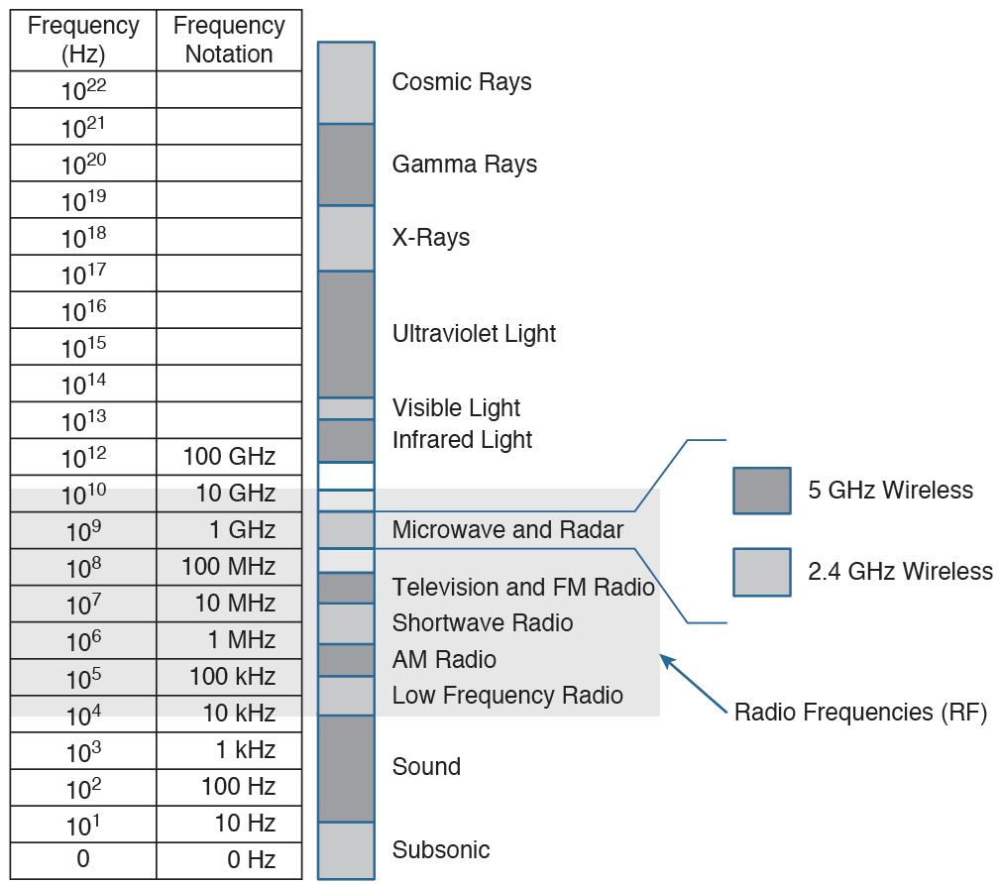 Frequency (Hz) Frequency Notation
10²²
10²¹
10²⁰
10¹⁹
10¹⁸
10¹⁷
10¹⁶
10¹⁵
10¹⁴
10¹³
10¹² 100 GHz
10¹⁰ 10 GHz
10⁹ 1 GHz
10⁸ 100 MHz
10⁷ 10 MHz
10⁶ 1 MHz
10⁵ 100 kHz
10⁴ 10 kHz
10³ 1 kHz
10² 100 Hz
10¹ 10 Hz
0 0 Hz
Cosmic Rays
Gamma Rays
X-Rays
Ultraviolet Light
Visible Light
Infrared Light
Microwave and Radar
Television and FM Radio
Shortwave Radio
AM Radio
Low Frequency Radio
Sound
Subsonic
5 GHz Wireless
2.4 GHz Wireless
Radio Frequencies (RF)